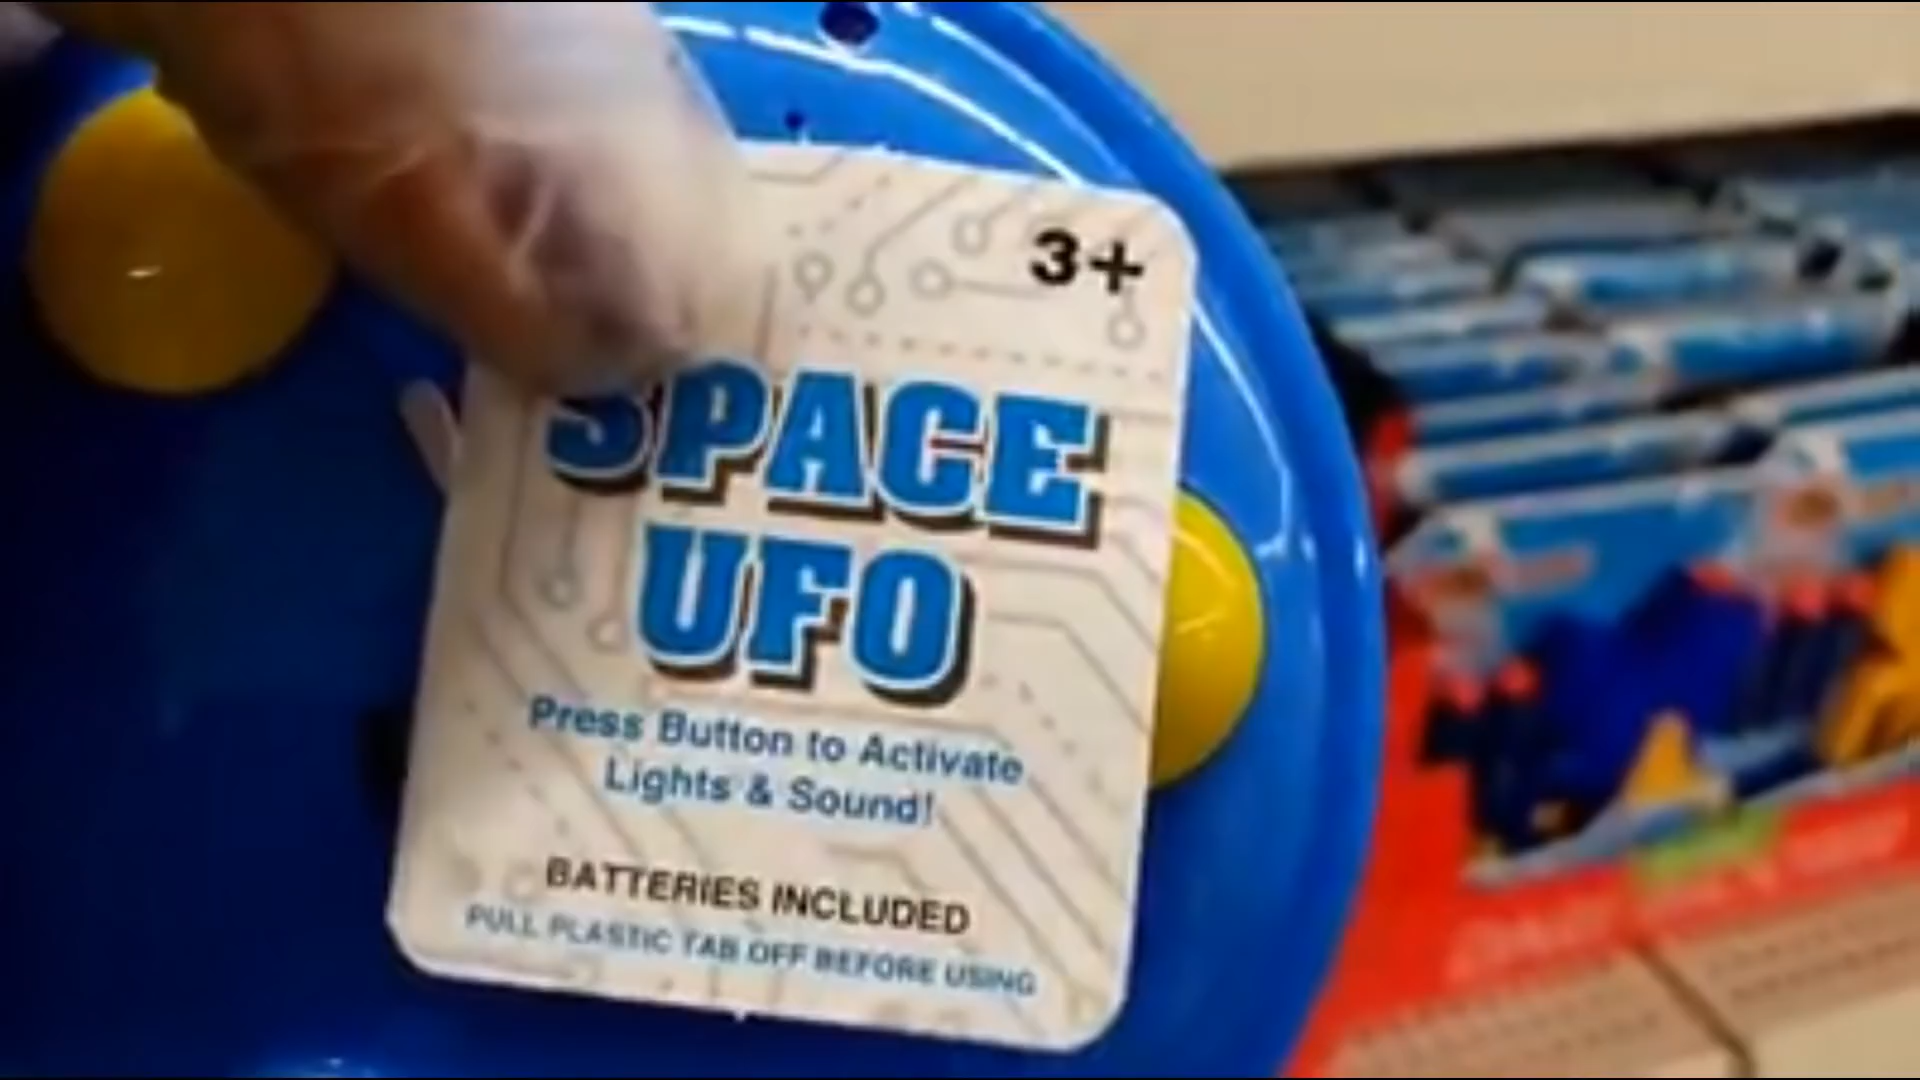 3+
SPACE
UFO
Press Button to Activate
Lights & Sound!
BATTERIES INCLUDED
PULL PLASTIC TAB OFF BEFORE USING